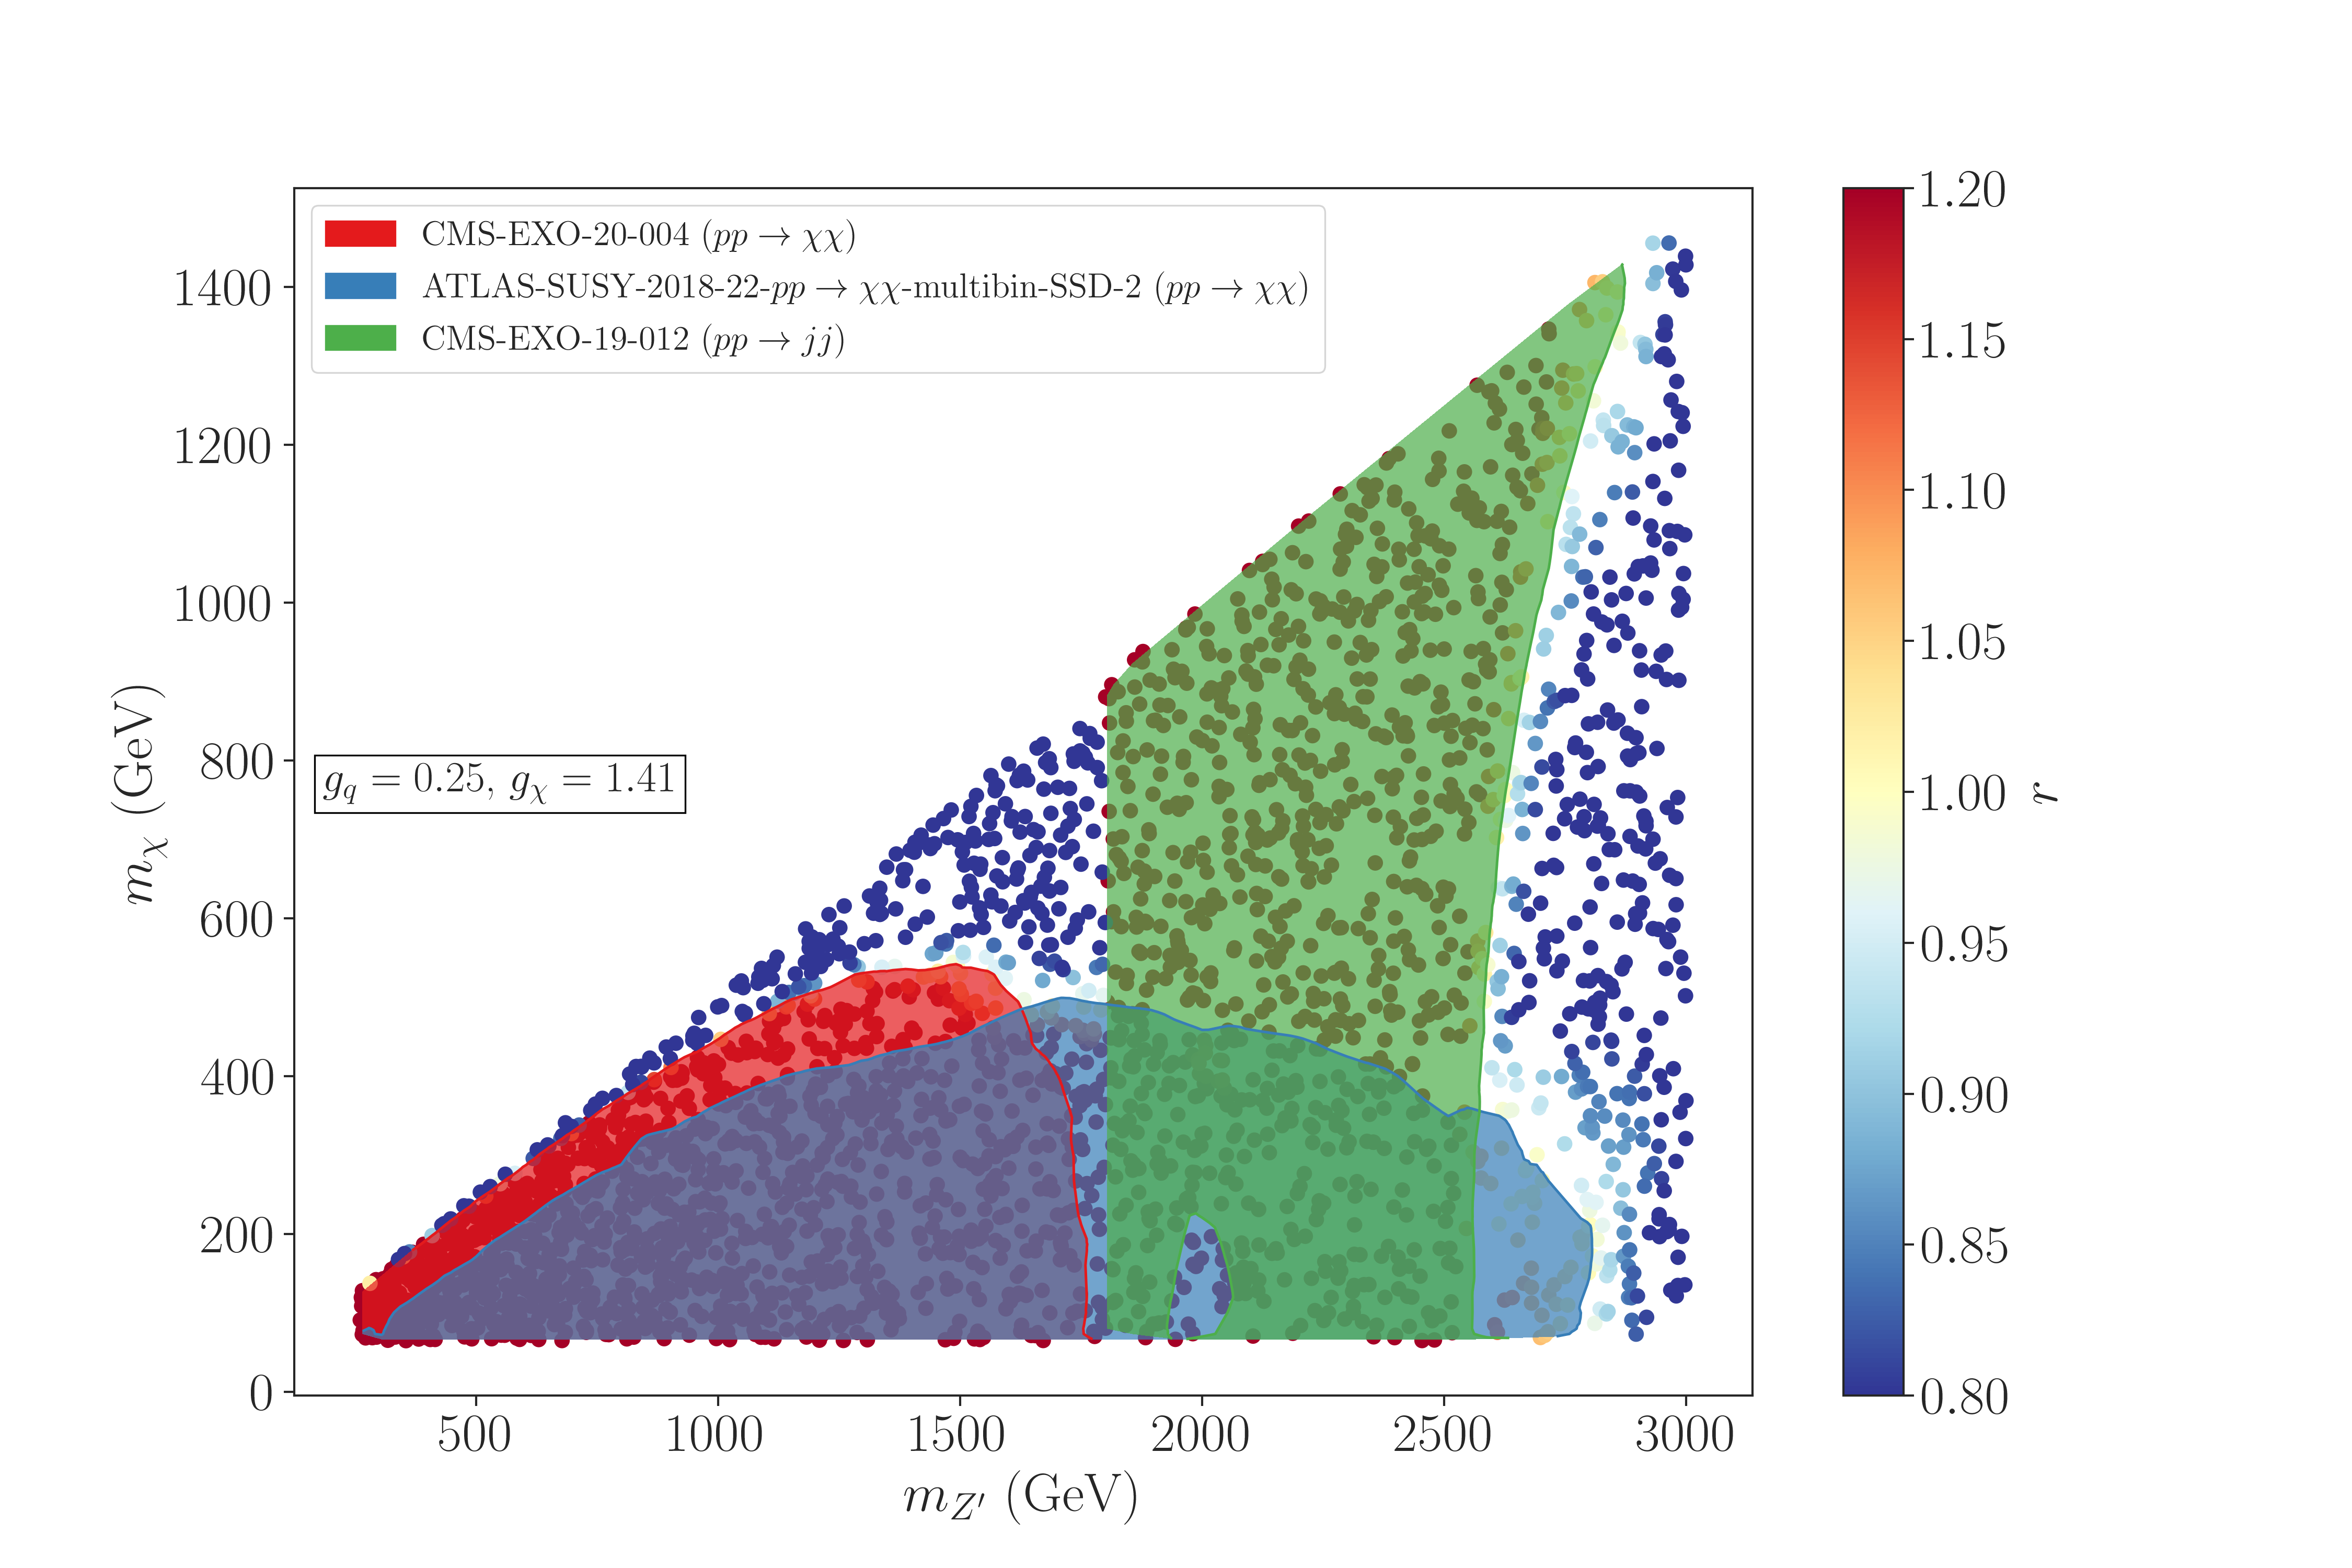 CMS-EXO-20-004 (pp → χχ)
ATLAS-SUSY-2018-22-pp → χχ-multibin-SSD-2 (pp → χχ)
CMS-EXO-19-012 (pp → jj)
g_q = 0.25, g_χ = 1.41
m_χ (GeV)
1400
1200
1000
800
600
400
200
0
500 1000 1500 2000 2500 3000
m_{Z'} (GeV)
1.20
1.15
1.10
1.05
1.00
0.95
0.90
0.85
0.80
r